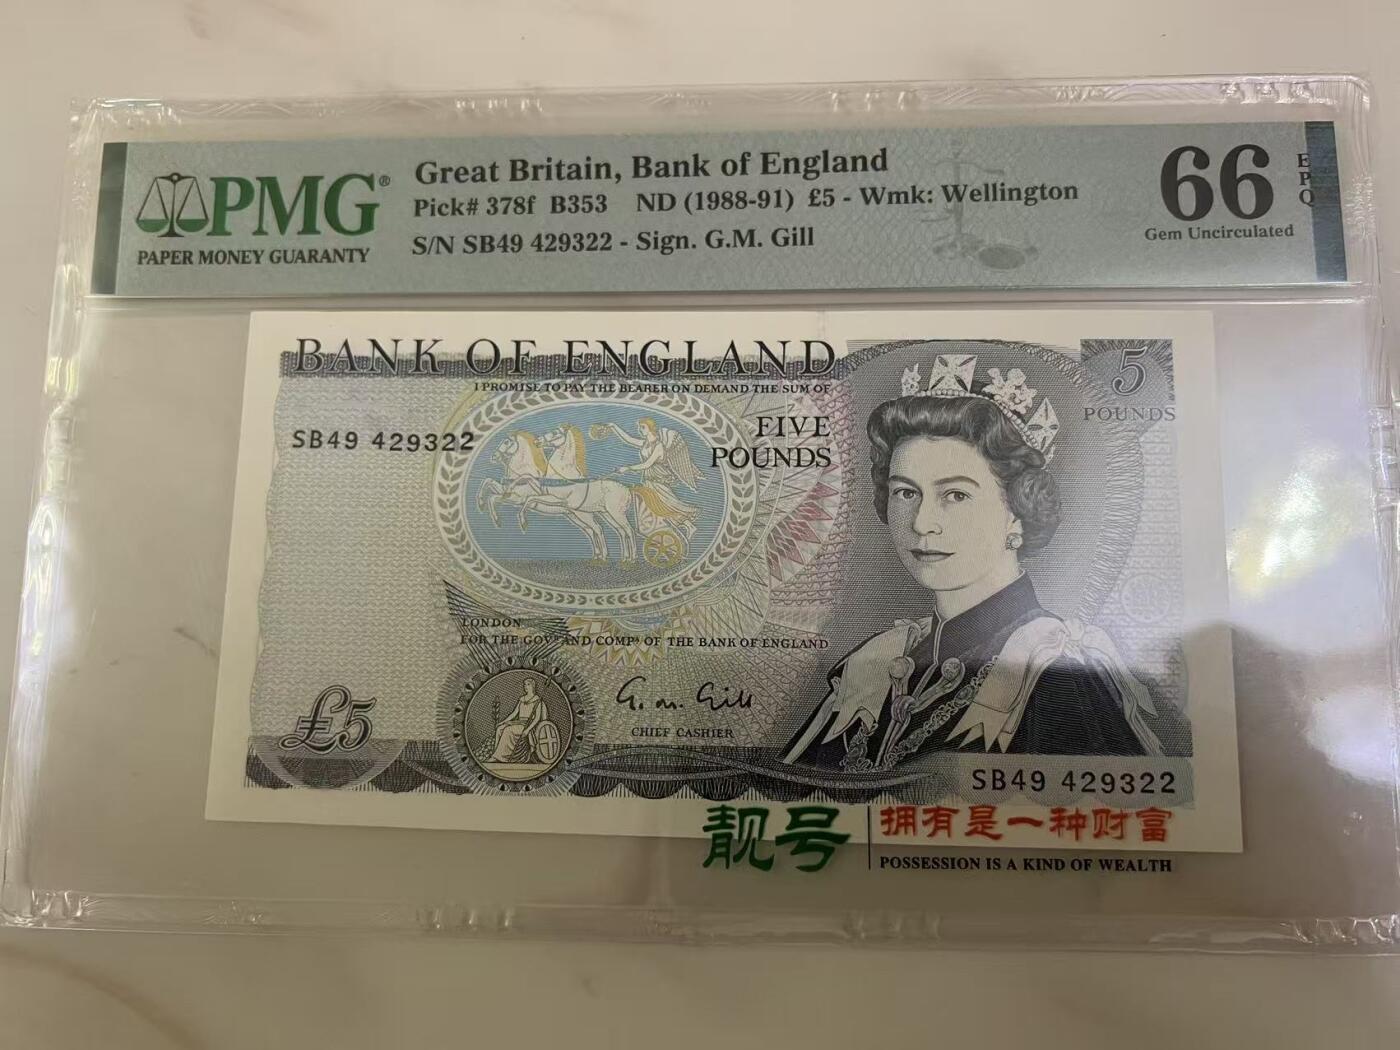 PMG®
PAPER MONEY GUARANTY
Great Britain, Bank of England
Pick# 378f B353 ND (1988-91) £5 - Wmk: Wellington
S/N SB49 429322 - Sign. G.M. Gill
66
EPQ
Gem Uncirculated
BANK OF ENGLAND
I PROMISE TO PAY THE BEARER ON DEMAND THE SUM OF
5
POUNDS
SB49 429322
FIVE
POUNDS
LONDON
FOR THE GOVR AND COMPA OF THE BANK OF ENGLAND
£5
G. M. Gill
CHIEF CASHIER
SB49 429322
靓号
拥有是一种财富
POSSESSION IS A KIND OF WEALTH